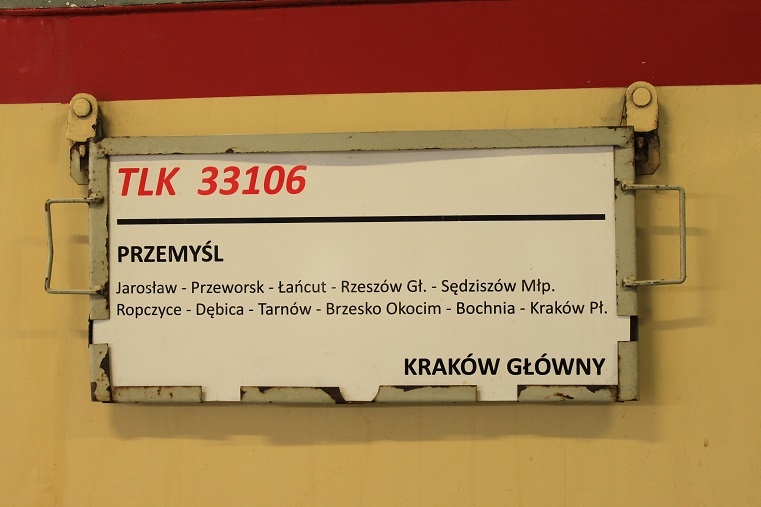 TLK 33106
PRZEMYŚL
Jarosław - Przeworsk - Łańcut - Rzeszów Gł. - Sędziszów Młp.
Ropczyce - Dębica - Tarnów - Brzesko Okocim - Bochnia - Kraków Pł.
KRAKÓW GŁÓWNY